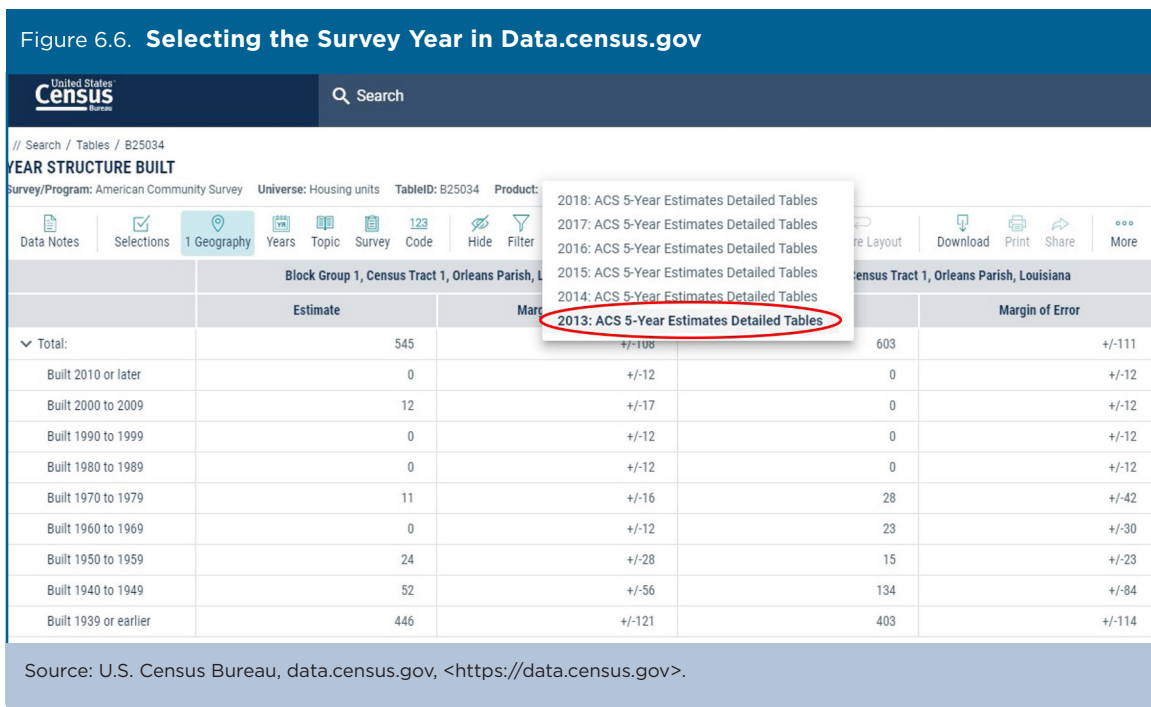 Figure 6.6. Selecting the Survey Year in Data.census.gov
United States
Census
Bureau
Search
// Search / Tables / B25034
YEAR STRUCTURE BUILT
Survey/Program: American Community Survey Universe: Housing units TableID: B25034 Product:
2018: ACS 5-Year Estimates Detailed Tables
2017: ACS 5-Year Estimates Detailed Tables
2016: ACS 5-Year Estimates Detailed Tables
2015: ACS 5-Year Estimates Detailed Tables
2014: ACS 5-Year Estimates Detailed Tables
2013: ACS 5-Year Estimates Detailed Tables
Data Notes Selections 1 Geography Years Topic Survey Code Hide Filter re Layout Download Print Share More
YR 123
Block Group 1, Census Tract 1, Orleans Parish, L ensus Tract 1, Orleans Parish, Louisiana
Estimate Marg Margin of Error
Total: 545 +/-108 603 +/-111
Built 2010 or later 0 +/-12 0 +/-12
Built 2000 to 2009 12 +/-17 0 +/-12
Built 1990 to 1999 0 +/-12 0 +/-12
Built 1980 to 1989 0 +/-12 0 +/-12
Built 1970 to 1979 11 +/-16 28 +/-42
Built 1960 to 1969 0 +/-12 23 +/-30
Built 1950 to 1959 24 +/-28 15 +/-23
Built 1940 to 1949 52 +/-56 134 +/-84
Built 1939 or earlier 446 +/-121 403 +/-114
Source: U.S. Census Bureau, data.census.gov, <https://data.census.gov>.